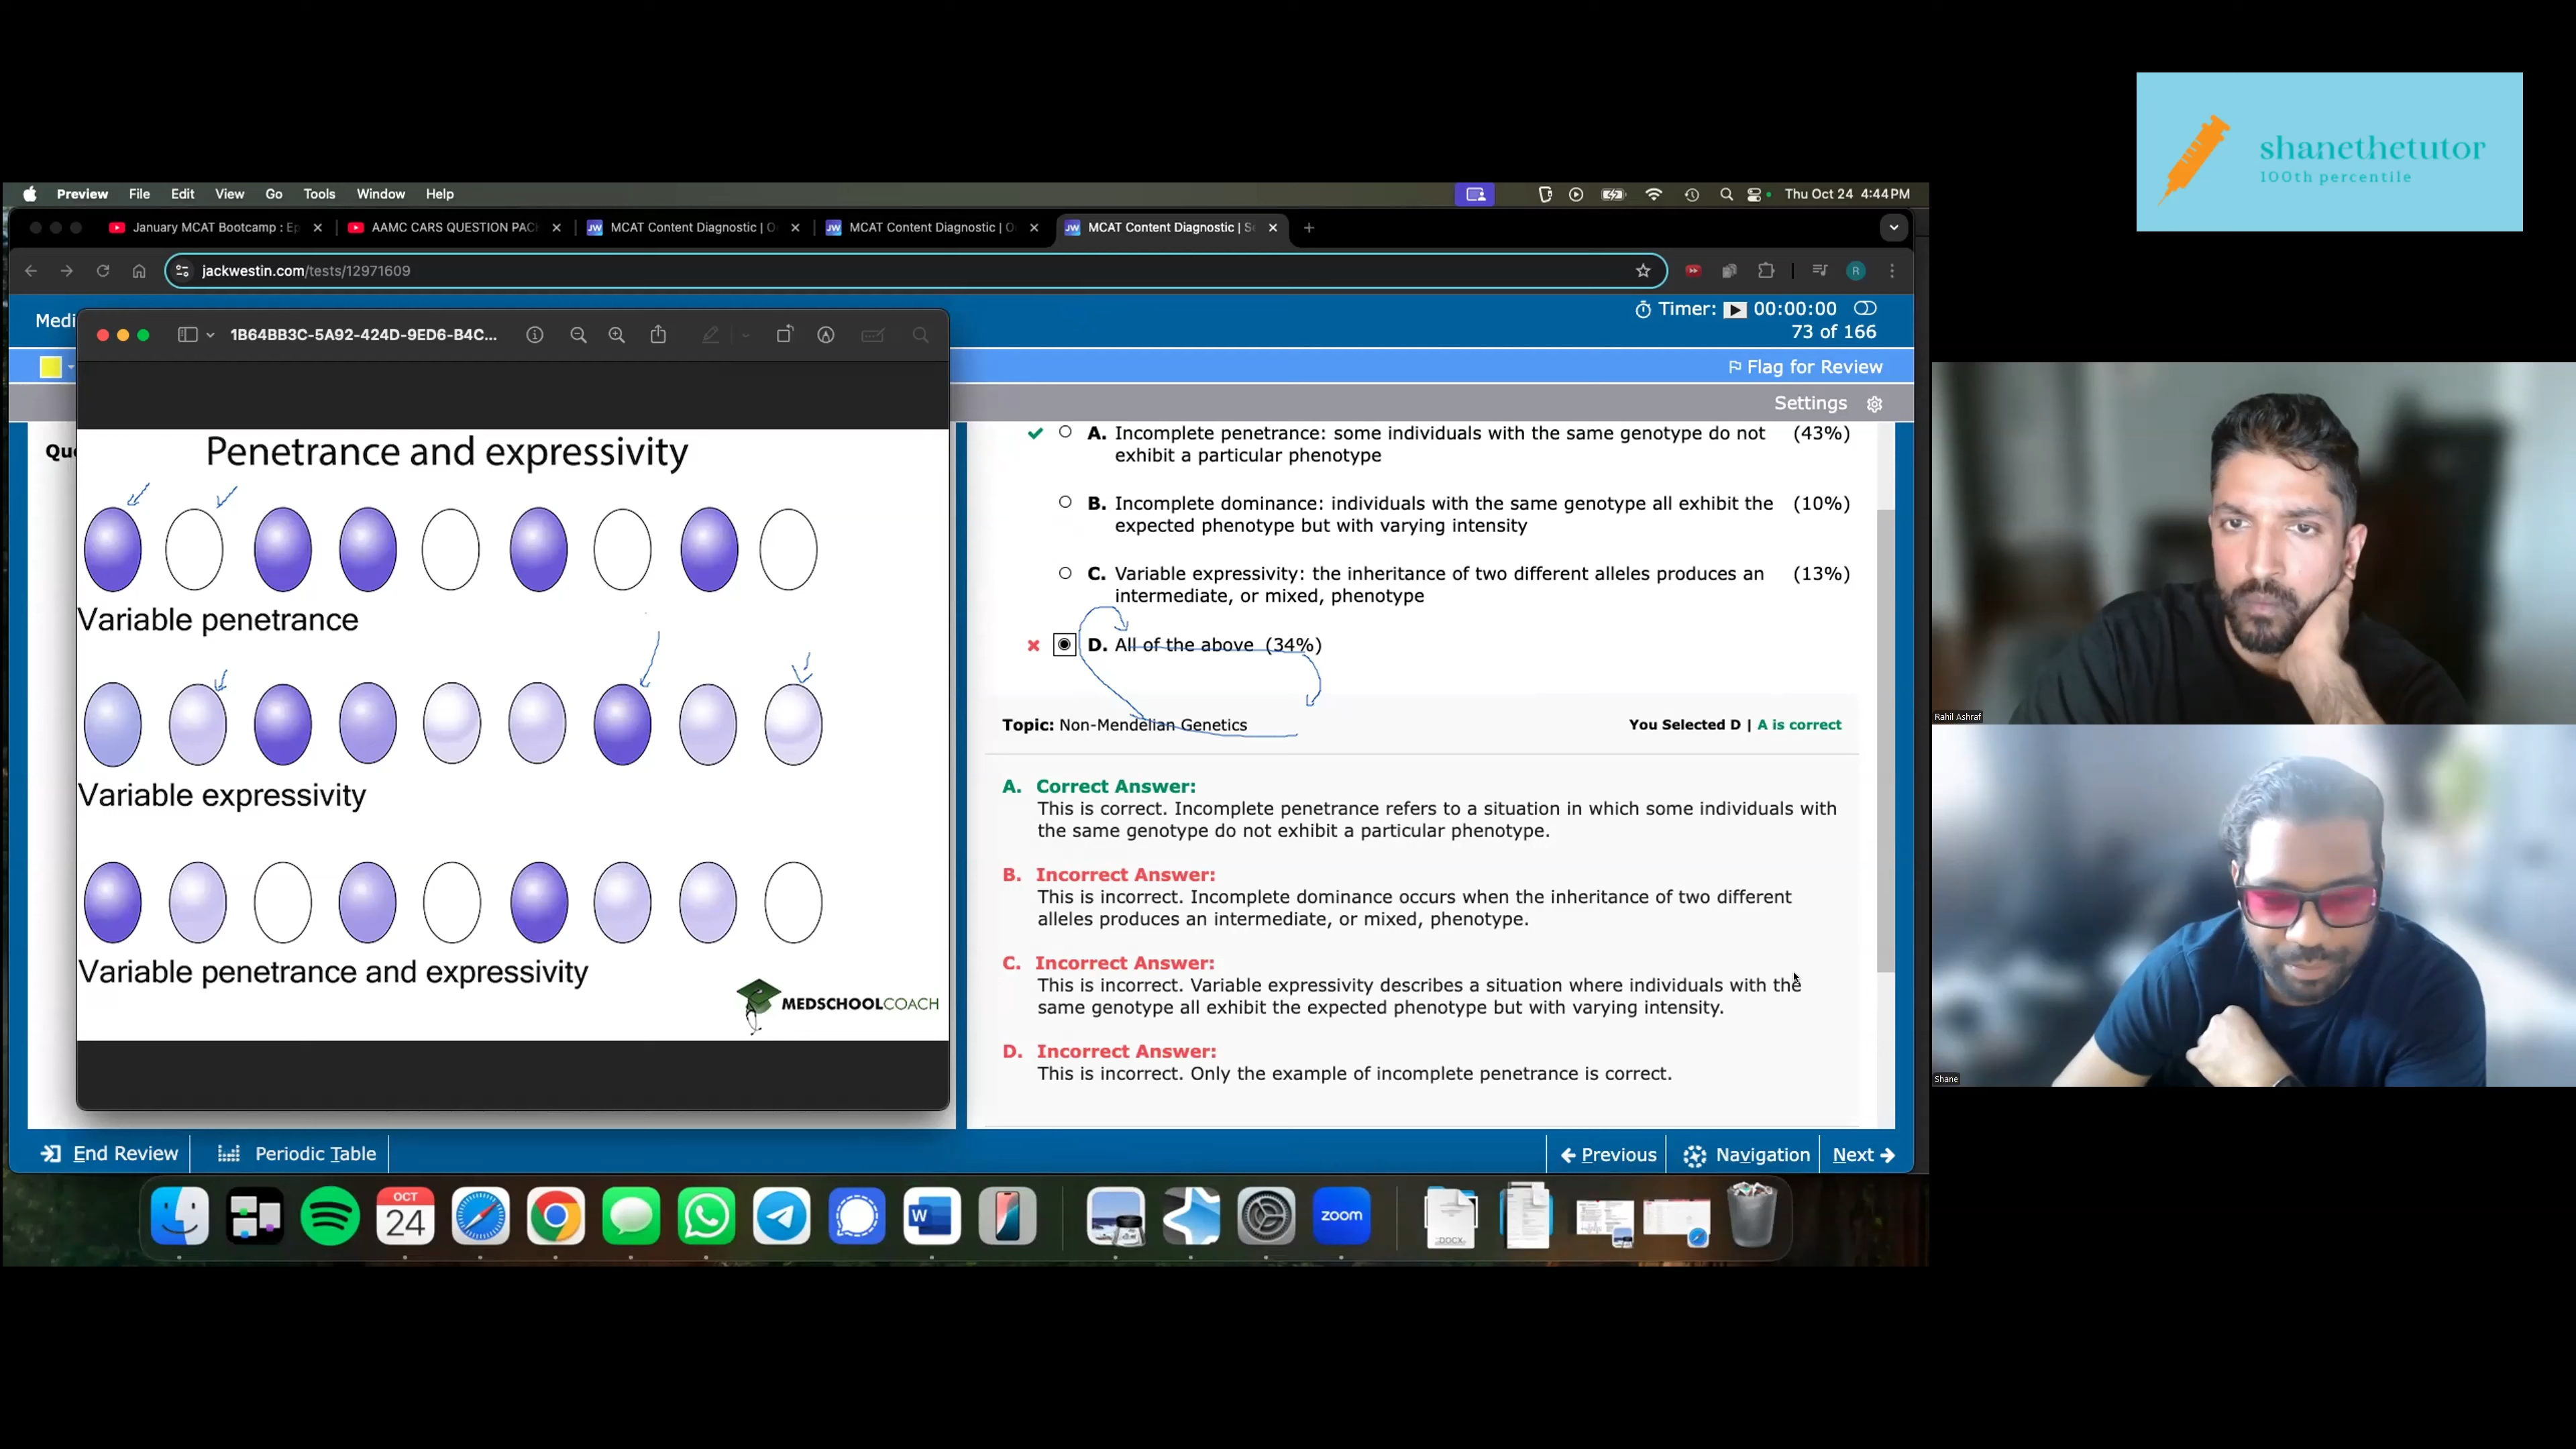 shanethetutor
100th percentile
Preview File Edit View Go Tools Window Help
Thu Oct 24 4:44 PM
January MCAT Bootcamp : Ep
AAMC CARS QUESTION PAC
MCAT Content Diagnostic | O
MCAT Content Diagnostic | O
MCAT Content Diagnostic | Se
jackwestin.com/tests/12971609
R
Medi
Timer: 00:00:00
73 of 166
1B64BB3C-5A92-424D-9ED6-B4C...
Flag for Review
Settings
Que
Penetrance and expressivity
Variable penetrance
Variable expressivity
Variable penetrance and expressivity
MEDSCHOOLCOACH
A. Incomplete penetrance: some individuals with the same genotype do not (43%)
exhibit a particular phenotype
B. Incomplete dominance: individuals with the same genotype all exhibit the (10%)
expected phenotype but with varying intensity
C. Variable expressivity: the inheritance of two different alleles produces an (13%)
intermediate, or mixed, phenotype
D. All of the above (34%)
Topic: Non-Mendelian Genetics
You Selected D | A is correct
A. Correct Answer:
This is correct. Incomplete penetrance refers to a situation in which some individuals with
the same genotype do not exhibit a particular phenotype.
B. Incorrect Answer:
This is incorrect. Incomplete dominance occurs when the inheritance of two different
alleles produces an intermediate, or mixed, phenotype.
C. Incorrect Answer:
This is incorrect. Variable expressivity describes a situation where individuals with the
same genotype all exhibit the expected phenotype but with varying intensity.
D. Incorrect Answer:
This is incorrect. Only the example of incomplete penetrance is correct.
End Review
Periodic Table
Previous
Navigation
Next
OCT
24
W
zoom
.DOCX
Rahil Ashraf
Shane